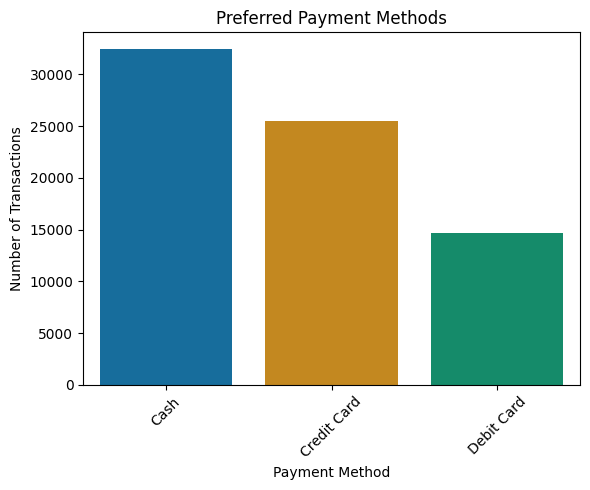 Preferred Payment Methods
Number of Transactions
30000
25000
20000
15000
10000
5000
0
Cash
Credit Card
Debit Card
Payment Method